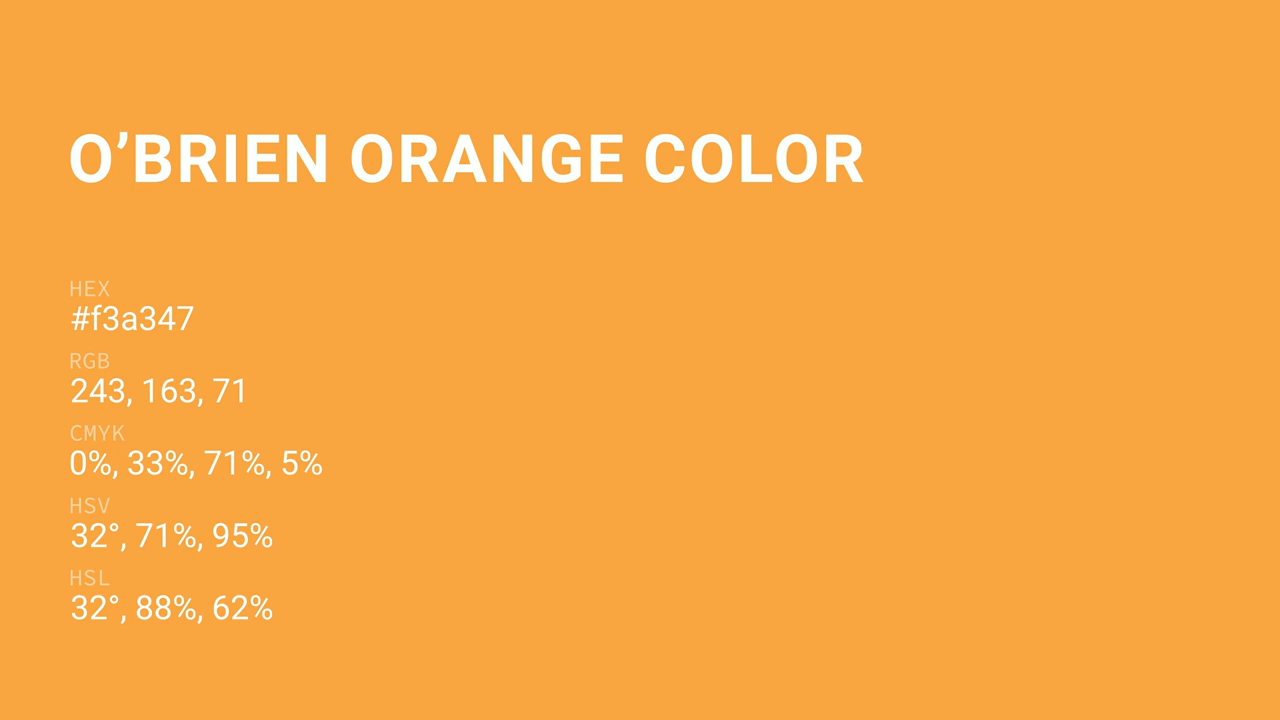 O’BRIEN ORANGE COLOR
HEX
#f3a347
RGB
243, 163, 71
CMYK
0%, 33%, 71%, 5%
HSV
32°, 71%, 95%
HSL
32°, 88%, 62%